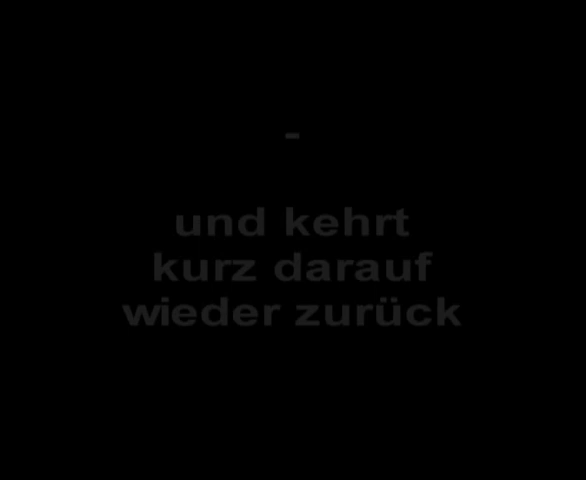 -
und kehrt
kurz darauf
wieder zurück